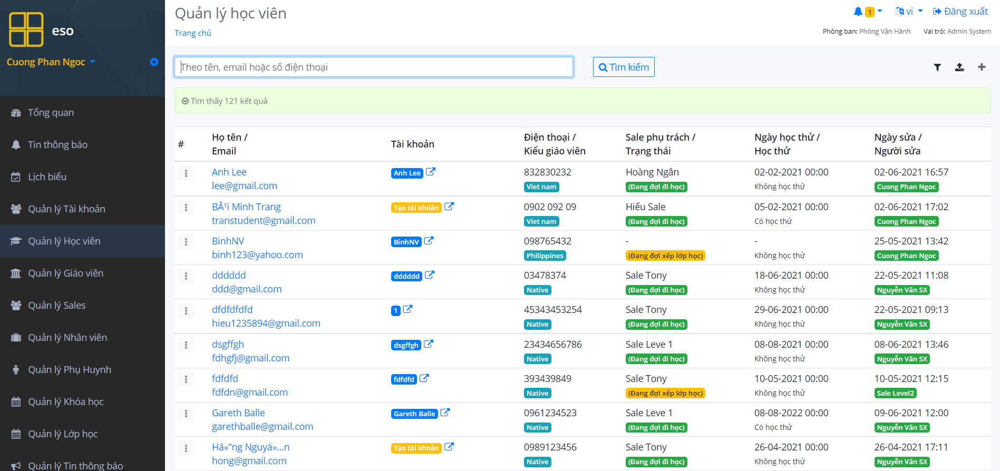 eso
Cuong Phan Ngoc
Tổng quan
Tin thông báo
Lịch biểu
Quản lý Tài khoản
Quản lý Học viên
Quản lý Giáo viên
Quản lý Sales
Quản lý Nhân viên
Quản lý Phụ Huynh
Quản lý Khóa học
Quản lý Lớp học
Quản lý Tin thông báo
Quản lý học viên
1 vi Đăng xuất
Trang chủ
Phòng ban: Phòng Vận Hành Vai trò: Admin System
Theo tên, email hoặc số điện thoại Tìm kiếm
Tìm thấy 121 kết quả
# Họ tên / Email Tài khoản Điện thoại / Kiểu giáo viên Sale phụ trách / Trạng thái Ngày học thử / Học thử Ngày sửa / Người sửa
Anh Lee Anh Lee 832830232 Hoàng Ngân 02-02-2021 00:00 02-06-2021 16:57
lee@gmail.com Viet nam (Đang đợi đi học) Không học thử Cuong Phan Ngoc
BÃ¹i Minh Trang Tạo tài khoản 0902 092 09 Hiếu Sale 05-02-2021 00:00 02-06-2021 17:02
transtudent@gmail.com Viet nam (Đang đợi đi học) Có học thử Cuong Phan Ngoc
BinhNV BinhNV 098765432 - - 25-05-2021 13:42
binh123@yahoo.com Philippines (Đang đợi xếp lớp học) Không học thử Cuong Phan Ngoc
dddddd dddddd 03478374 Sale Tony 18-06-2021 00:00 22-05-2021 11:08
ddd@gmail.com Native (Đang đợi đi học) Không học thử Nguyễn Văn SX
dfdfdfdfd 1 45343453254 Sale Tony 29-06-2021 00:00 22-05-2021 09:13
hieu1235894@gmail.com Native (Đang đợi đi học) Không học thử Nguyễn Văn SX
dsgffgh dsgffgh 23434656786 Sale Leve 1 08-08-2021 00:00 08-06-2021 13:46
fdhgfj@gmail.com Native (Đang đợi đi học) Không học thử Nguyễn Văn SX
fdfdfd fdfdfd 393439849 Sale Tony 10-05-2021 00:00 10-05-2021 12:15
fdfdn@gmail.com Native (Đang đợi xếp lớp học) Không học thử Sale Level2
Gareth Balle Gareth Balle 0961234523 Sale Leve 1 08-08-2022 00:00 09-06-2021 12:00
garethballe@gmail.com Native (Đang đợi đi học) Có học thử Nguyễn Văn SX
Há»“ng Nguyá»…n Tạo tài khoản 0989123456 Sale Tony 26-04-2021 00:00 26-04-2021 17:11
hong@gmail.com Native (Đang đợi đi học) Không học thử Nguyễn Văn SX